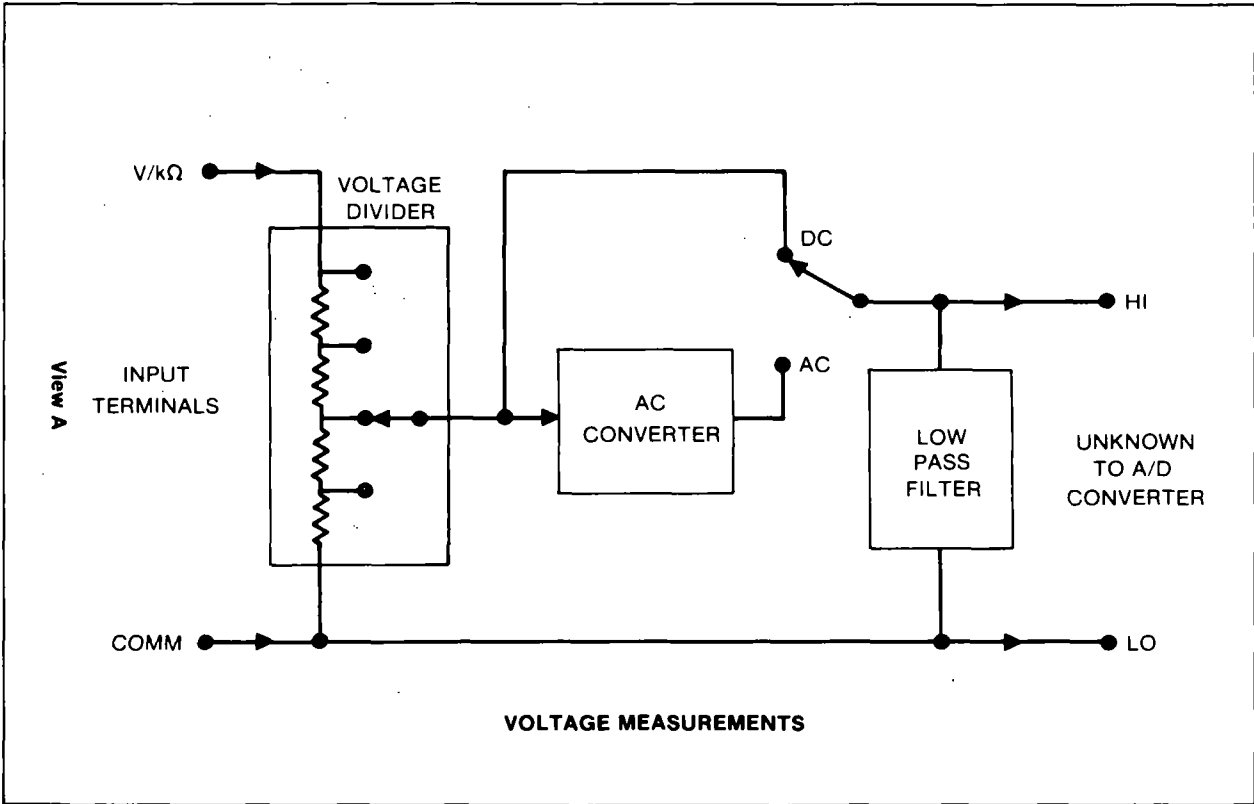 V/kΩ
VOLTAGE
DIVIDER
DC
HI
View A
INPUT
TERMINALS
AC
CONVERTER
AC
LOW
PASS
FILTER
UNKNOWN
TO A/D
CONVERTER
COMM
LO
VOLTAGE MEASUREMENTS